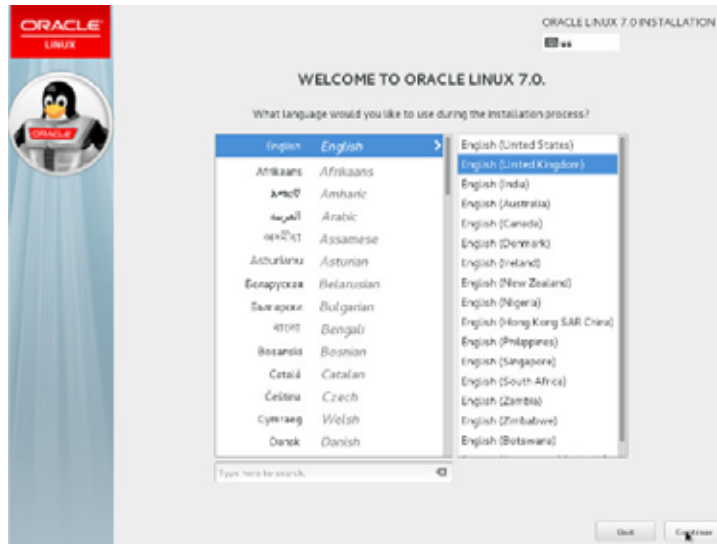 ORACLE
LINUX
ORACLE LINUX 7.0 INSTALLATION
us
WELCOME TO ORACLE LINUX 7.0.
What language would you like to use during the installation process?
English English
Afrikaans Afrikaans
አማርኛ Amharic
العربية Arabic
Assamese
Asturianu Asturian
Беларуская Belarusian
Български Bulgarian
বাংলা Bengali
Bosanski Bosnian
Català Catalan
Čeština Czech
Cymraeg Welsh
Dansk Danish
Type here to search.
English (United States)
English (United Kingdom)
English (India)
English (Australia)
English (Canada)
English (Denmark)
English (Ireland)
English (New Zealand)
English (Nigeria)
English (Hong Kong SAR China)
English (Philippines)
English (Singapore)
English (South Africa)
English (Zambia)
English (Zimbabwe)
English (Botswana)
ORACLE
Quit
Continue